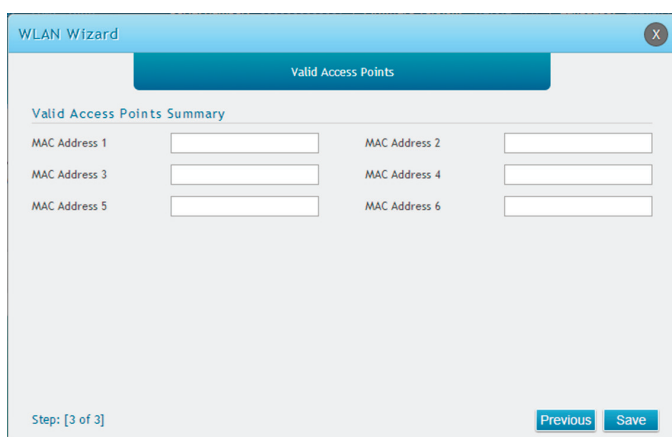 WLAN Wizard
X
Valid Access Points
Valid Access Points Summary
MAC Address 1 MAC Address 2
MAC Address 3 MAC Address 4
MAC Address 5 MAC Address 6
Step: [3 of 3] Previous Save